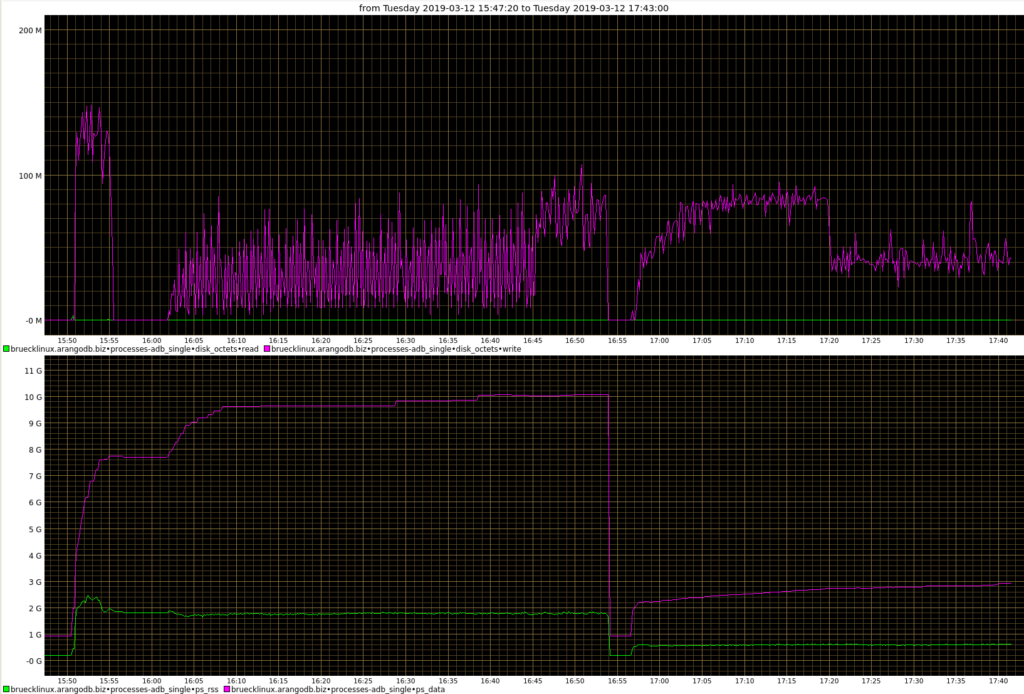 from Tuesday 2019-03-12 15:47:20 to Tuesday 2019-03-12 17:43:00
200 M
100 M
-0 M
15:50 15:55 16:00 16:05 16:10 16:15 16:20 16:25 16:30 16:35 16:40 16:45 16:50 16:55 17:00 17:05 17:10 17:15 17:20 17:25 17:30 17:35 17:40
bruecklinux.arangodb.biz•processes-adb_single•disk_octets•read bruecklinux.arangodb.biz•processes-adb_single•disk_octets•write
11 G
10 G
9 G
8 G
7 G
6 G
5 G
4 G
3 G
2 G
1 G
-0 G
15:50 15:55 16:00 16:05 16:10 16:15 16:20 16:25 16:30 16:35 16:40 16:45 16:50 16:55 17:00 17:05 17:10 17:15 17:20 17:25 17:30 17:35 17:40
bruecklinux.arangodb.biz•processes-adb_single•ps_rss bruecklinux.arangodb.biz•processes-adb_single•ps_data